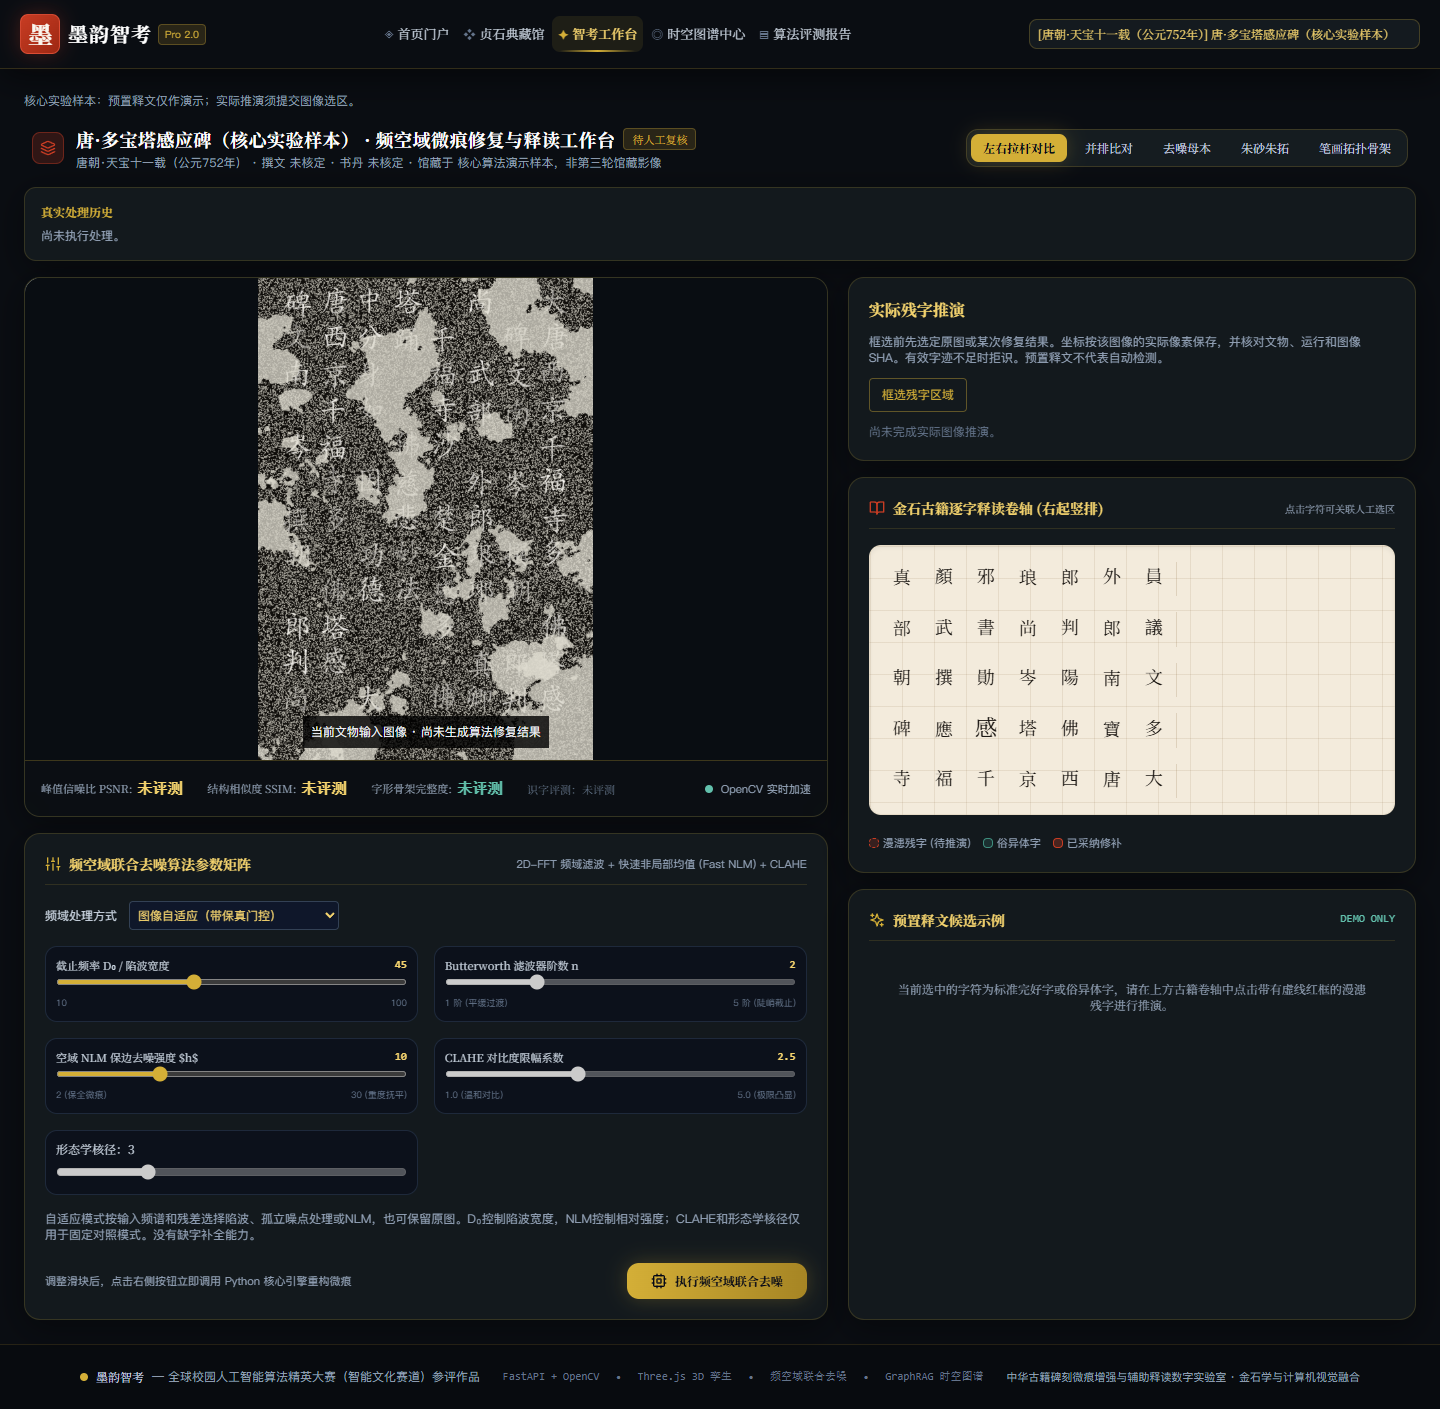 墨 墨韵智考 Pro 2.0
首页门户
贞石典藏馆
智考工作台
时空图谱中心
算法评测报告
[唐朝·天宝十一载（公元752年）] 唐·多宝塔感应碑（核心实验样本）
核心实验样本：预置释文仅作演示；实际推演须提交图像选区。
唐·多宝塔感应碑（核心实验样本） · 频空域微痕修复与释读工作台 待人工复核
唐朝·天宝十一载（公元752年） · 撰文 未核定 · 书丹 未核定 · 馆藏于 核心算法演示样本，非第三轮馆藏影像
左右拉杆对比
并排比对
去噪母本
朱砂朱拓
笔画拓扑骨架
真实处理历史
尚未执行处理。
当前文物输入图像 · 尚未生成算法修复结果
峰值信噪比 PSNR: 未评测
结构相似度 SSIM: 未评测
字形骨架完整度: 未评测
识字评测：未评测
OpenCV 实时加速
频空域联合去噪算法参数矩阵
2D-FFT 频域滤波 + 快速非局部均值 (Fast NLM) + CLAHE
频域处理方式 图像自适应（带保真门控）
截止频率 D₀ / 陷波宽度 45
10 100
Butterworth 滤波器阶数 n 2
1 阶 (平缓过渡) 5 阶 (陡峭截止)
空域 NLM 保边去噪强度 $h$ 10
2 (保全微痕) 30 (重度抚平)
CLAHE 对比度限幅系数 2.5
1.0 (温和对比) 5.0 (极限凸显)
形态学核径：3
自适应模式按输入频谱和残差选择陷波、孤立噪点处理或NLM，也可保留原图。D₀控制陷波宽度，NLM控制相对强度；CLAHE和形态学核径仅
用于固定对照模式。没有缺字补全能力。
调整滑块后，点击右侧按钮立即调用 Python 核心引擎重构微痕
执行频空域联合去噪
实际残字推演
框选前先选定原图或某次修复结果。坐标按该图像的实际像素保存，并核对文物、运行和图像
SHA。有效字迹不足时拒识。预置释文不代表自动检测。
框选残字区域
尚未完成实际图像推演。
金石古籍逐字释读卷轴 (右起竖排)
点击字符可关联人工选区
真 顏 邪 琅 郎 外 員
部 武 書 尚 判 郎 議
朝 撰 勛 岑 陽 南 文
碑 應 感 塔 佛 寶 多
寺 福 千 京 西 唐 大
漫漶残字 (待推演)
俗异体字
已采纳修补
预置释文候选示例
DEMO ONLY
当前选中的字符为标准完好字或俗异体字，请在上方古籍卷轴中点击带有虚线红框的漫漶
残字进行推演。
墨韵智考 — 全球校园人工智能算法精英大赛（智能文化赛道）参评作品
FastAPI + OpenCV • Three.js 3D 孪生 • 频空域联合去噪 • GraphRAG 时空图谱
中华古籍碑刻微痕增强与辅助释读数字实验室 · 金石学与计算机视觉融合